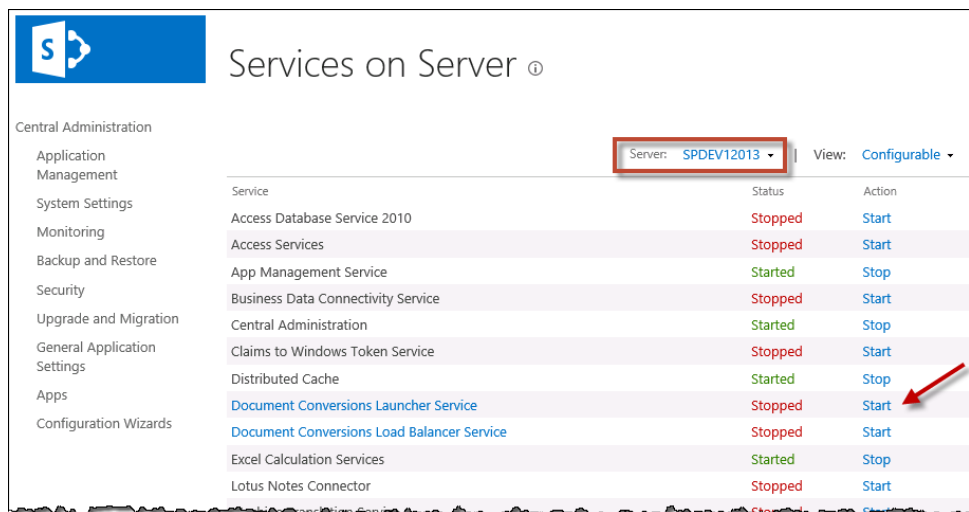 S
Services on Server
Central Administration
Application
Management
System Settings
Monitoring
Backup and Restore
Security
Upgrade and Migration
General Application
Settings
Apps
Configuration Wizards
Server: SPDEV12013 | View: Configurable
Service Status Action
Access Database Service 2010 Stopped Start
Access Services Stopped Start
App Management Service Started Stop
Business Data Connectivity Service Stopped Start
Central Administration Started Stop
Claims to Windows Token Service Stopped Start
Distributed Cache Started Stop
Document Conversions Launcher Service Stopped Start
Document Conversions Load Balancer Service Stopped Start
Excel Calculation Services Started Stop
Lotus Notes Connector Stopped Start